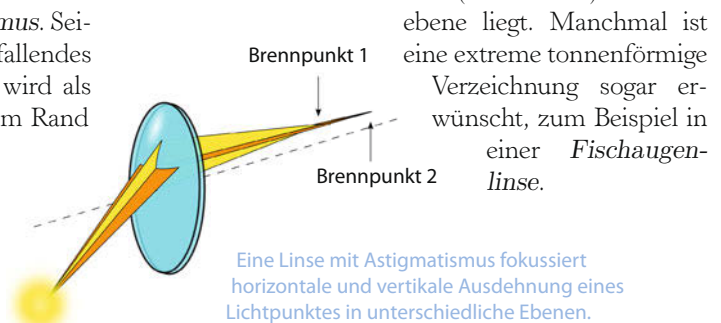 mus. Sei-
fallendes
wird als
m Rand
Brennpunkt 1
Brennpunkt 2
ebene liegt. Manchmal ist
eine extreme tonnenförmige
Verzeichnung sogar er-
wünscht, zum Beispiel in
einer Fischaugen-
linse.
Eine Linse mit Astigmatismus fokussiert
horizontale und vertikale Ausdehnung eines
Lichtpunktes in unterschiedliche Ebenen.